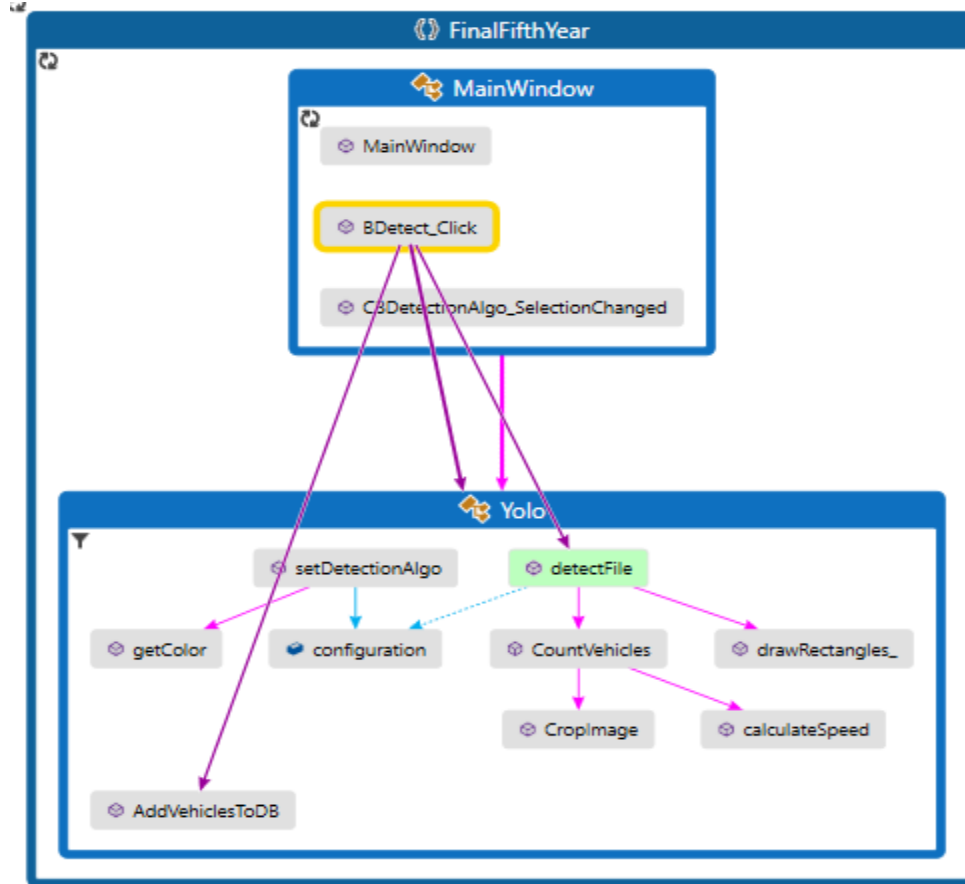 FinalFifthYear
MainWindow
MainWindow
BDetect_Click
CBDetectionAlgo_SelectionChanged
Yolo
setDetectionAlgo
detectFile
getColor
configuration
CountVehicles
drawRectangles_
CropImage
calculateSpeed
AddVehiclesToDB